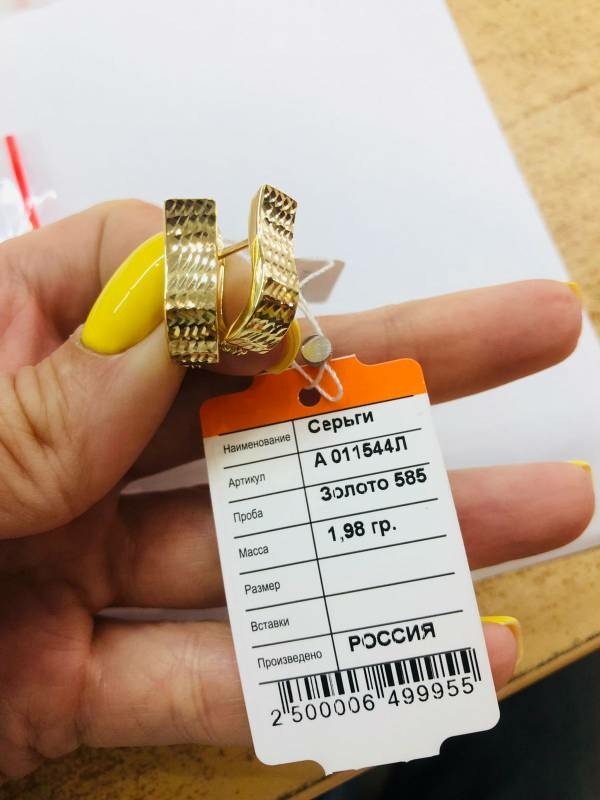 Наименование Серьги
Артикул А 011544Л
Проба Золото 585
Масса 1,98 гр.
Размер
Вставки
Произведено РОССИЯ
2 500006 499955